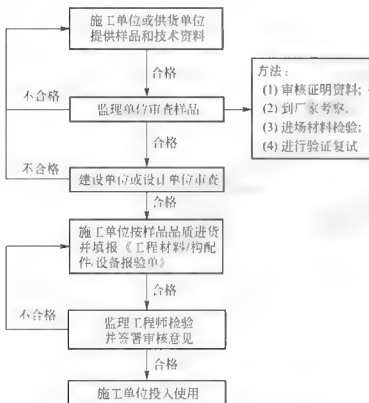 施工单位或供货单位
提供样品和技术资料
合格
不合格
监理单位审查样品
方法：
(1) 审核证明资料;
(2) 到厂家考察、
(3) 进场材料检验;
(4) 进行验证复试
合格
不合格
建设单位或设计单位审查
合格
施工单位按样品品质进货
并填报《工程材料/构配
件/设备报验单》
合格
不合格
监理工程师检验
并签署审核意见
合格
施工单位投入使用